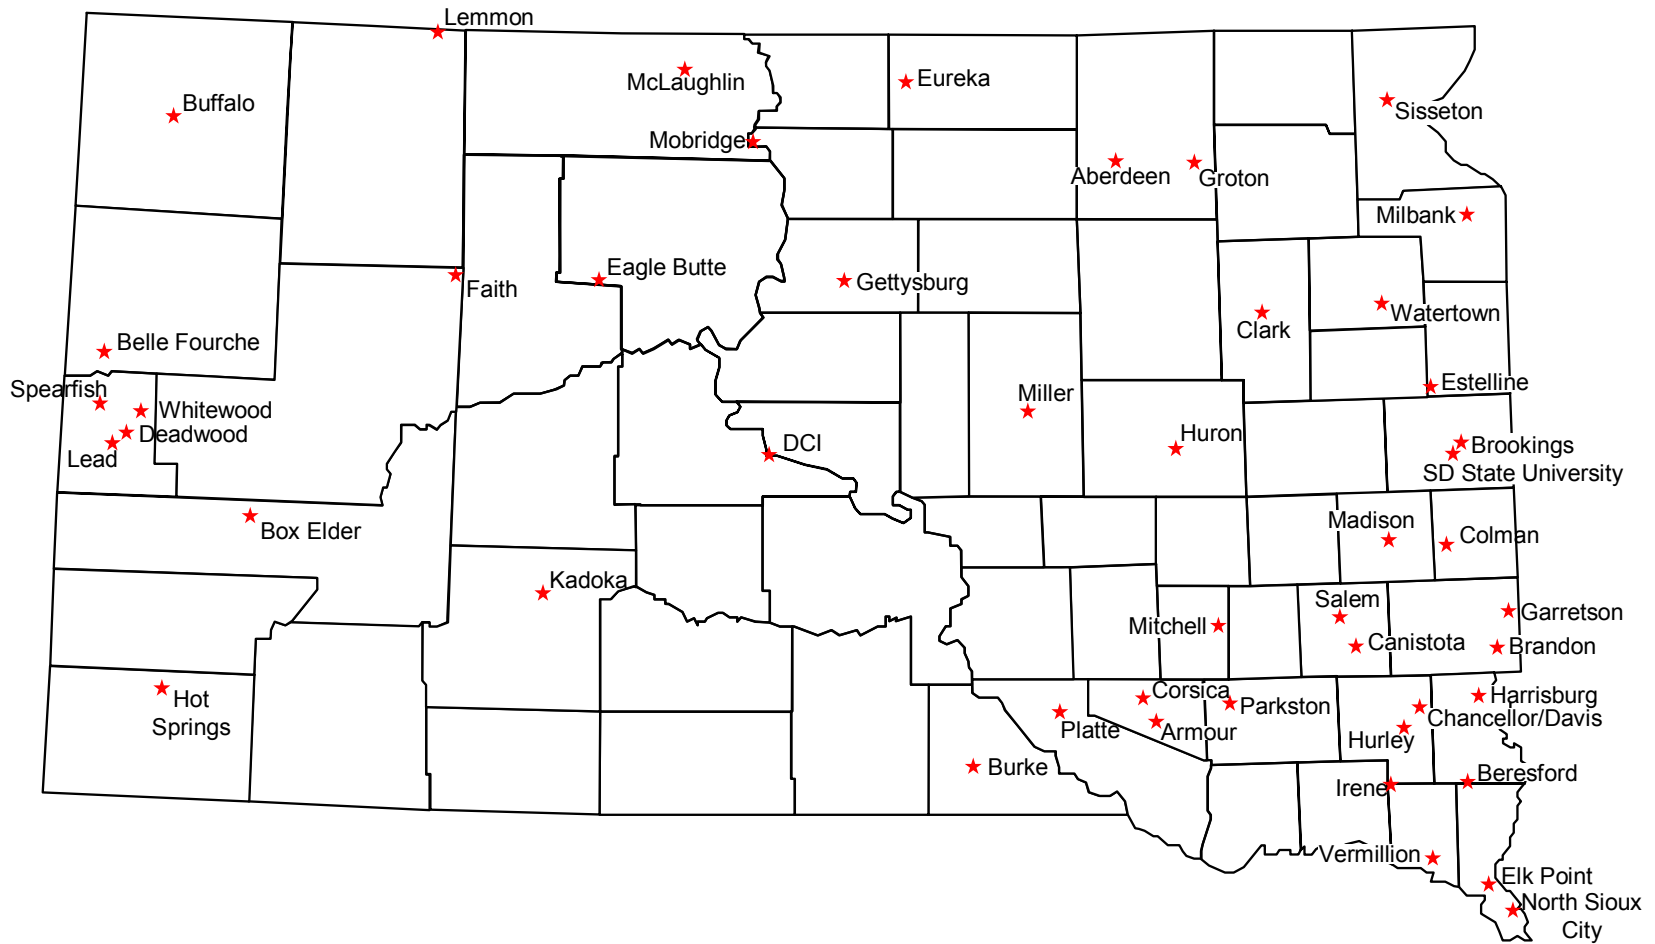 Lemmon
McLaughlin
Eureka
Buffalo
Sisseton
Mobridge
Aberdeen
Groton
Milbank
Eagle Butte
Faith
Gettysburg
Watertown
Clark
Belle Fourche
Estelline
Spearfish
Miller
Whitewood
Deadwood
Huron
DCI
Brookings
Lead
SD State University
Madison
Box Elder
Colman
Kadoka
Salem
Garretson
Mitchell
Canistota
Brandon
Corsica
Harrisburg
Hot
Springs
Parkston
Chancellor/Davis
Platte
Armour
Hurley
Burke
Beresford
Irene
Vermillion
Elk Point
North Sioux
City